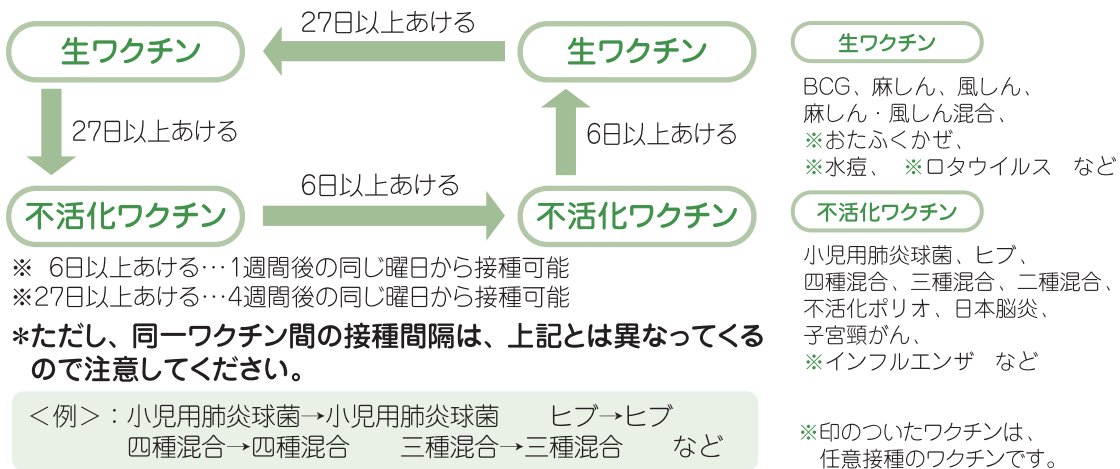 27日以上あける
生ワクチン
生ワクチン
27日以上あける
6日以上あける
6日以上あける
不活化ワクチン
不活化ワクチン
※ 6日以上あける…1週間後の同じ曜日から接種可能
※27日以上あける…4週間後の同じ曜日から接種可能
*ただし、同一ワクチン間の接種間隔は、上記とは異なってくる
ので注意してください。
＜例＞：小児用肺炎球菌→小児用肺炎球菌　ヒブ→ヒブ
四種混合→四種混合　三種混合→三種混合　など
生ワクチン
BCG、麻しん、風しん、
麻しん・風しん混合、
※おたふくかぜ、
※水痘、※ロタウイルス　など
不活化ワクチン
小児用肺炎球菌、ヒブ、
四種混合、三種混合、二種混合、
不活化ポリオ、日本脳炎、
子宮頸がん、
※インフルエンザ　など
※印のついたワクチンは、
任意接種のワクチンです。